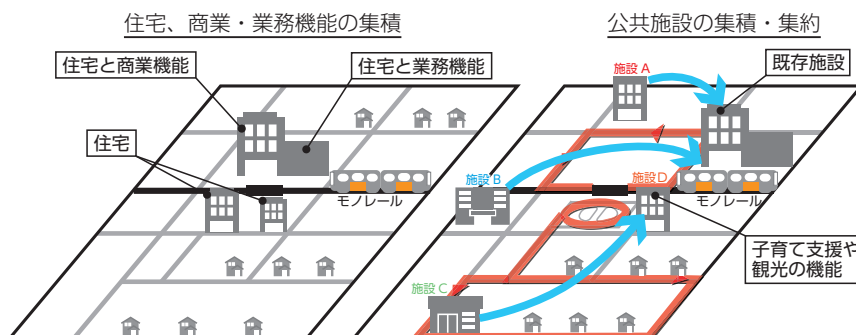 住宅、商業・業務機能の集積
住宅と商業機能
住宅と業務機能
住宅
モノレール
公共施設の集積・集約
施設A
既存施設
施設B
施設D
モノレール
子育て支援や
観光の機能
施設C